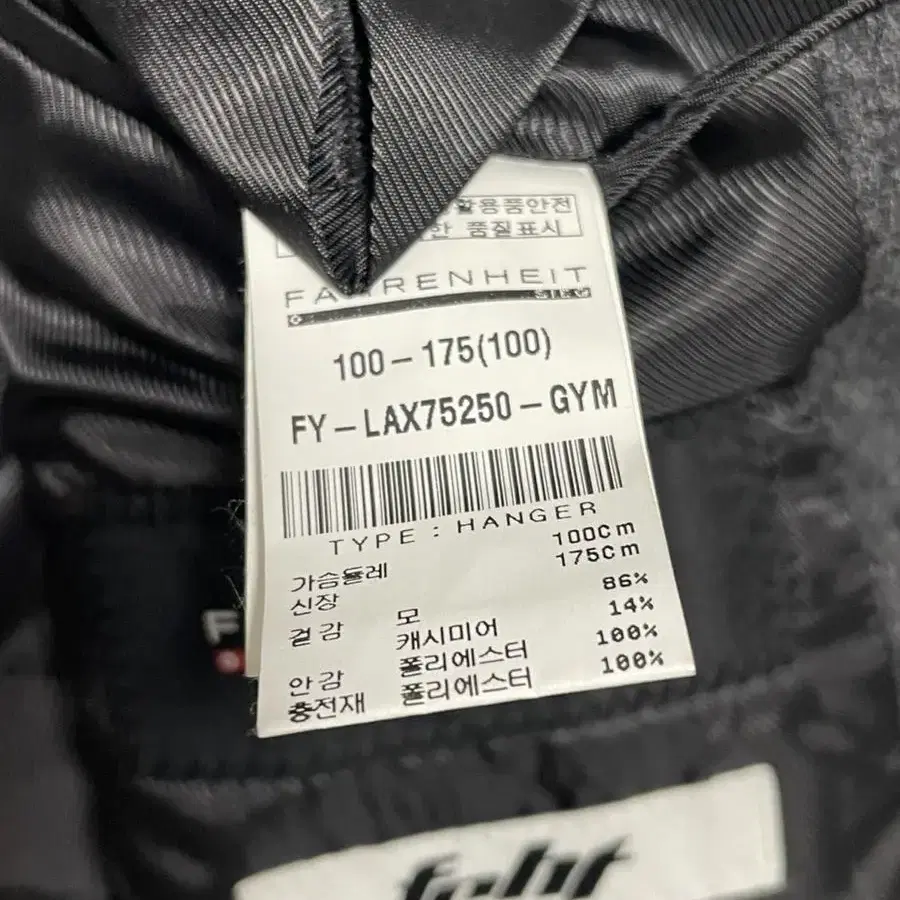 활용품안전
한 품질표시
FAHRENHEIT
100-175(100)
FY-LAX75250-GYM
TYPE : HANGER
가슴둘레 100Cm
신장 175Cm
겉감 모 86%
캐시미어 14%
안감 폴리에스터 100%
충전재 폴리에스터 100%
fght